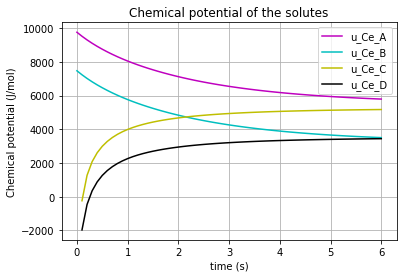 Chemical potential of the solutes
Chemical potential (J/mol)
10000
8000
6000
4000
2000
0
−2000
u_Ce_A
u_Ce_B
u_Ce_C
u_Ce_D
0
1
2
3
4
5
6
time (s)